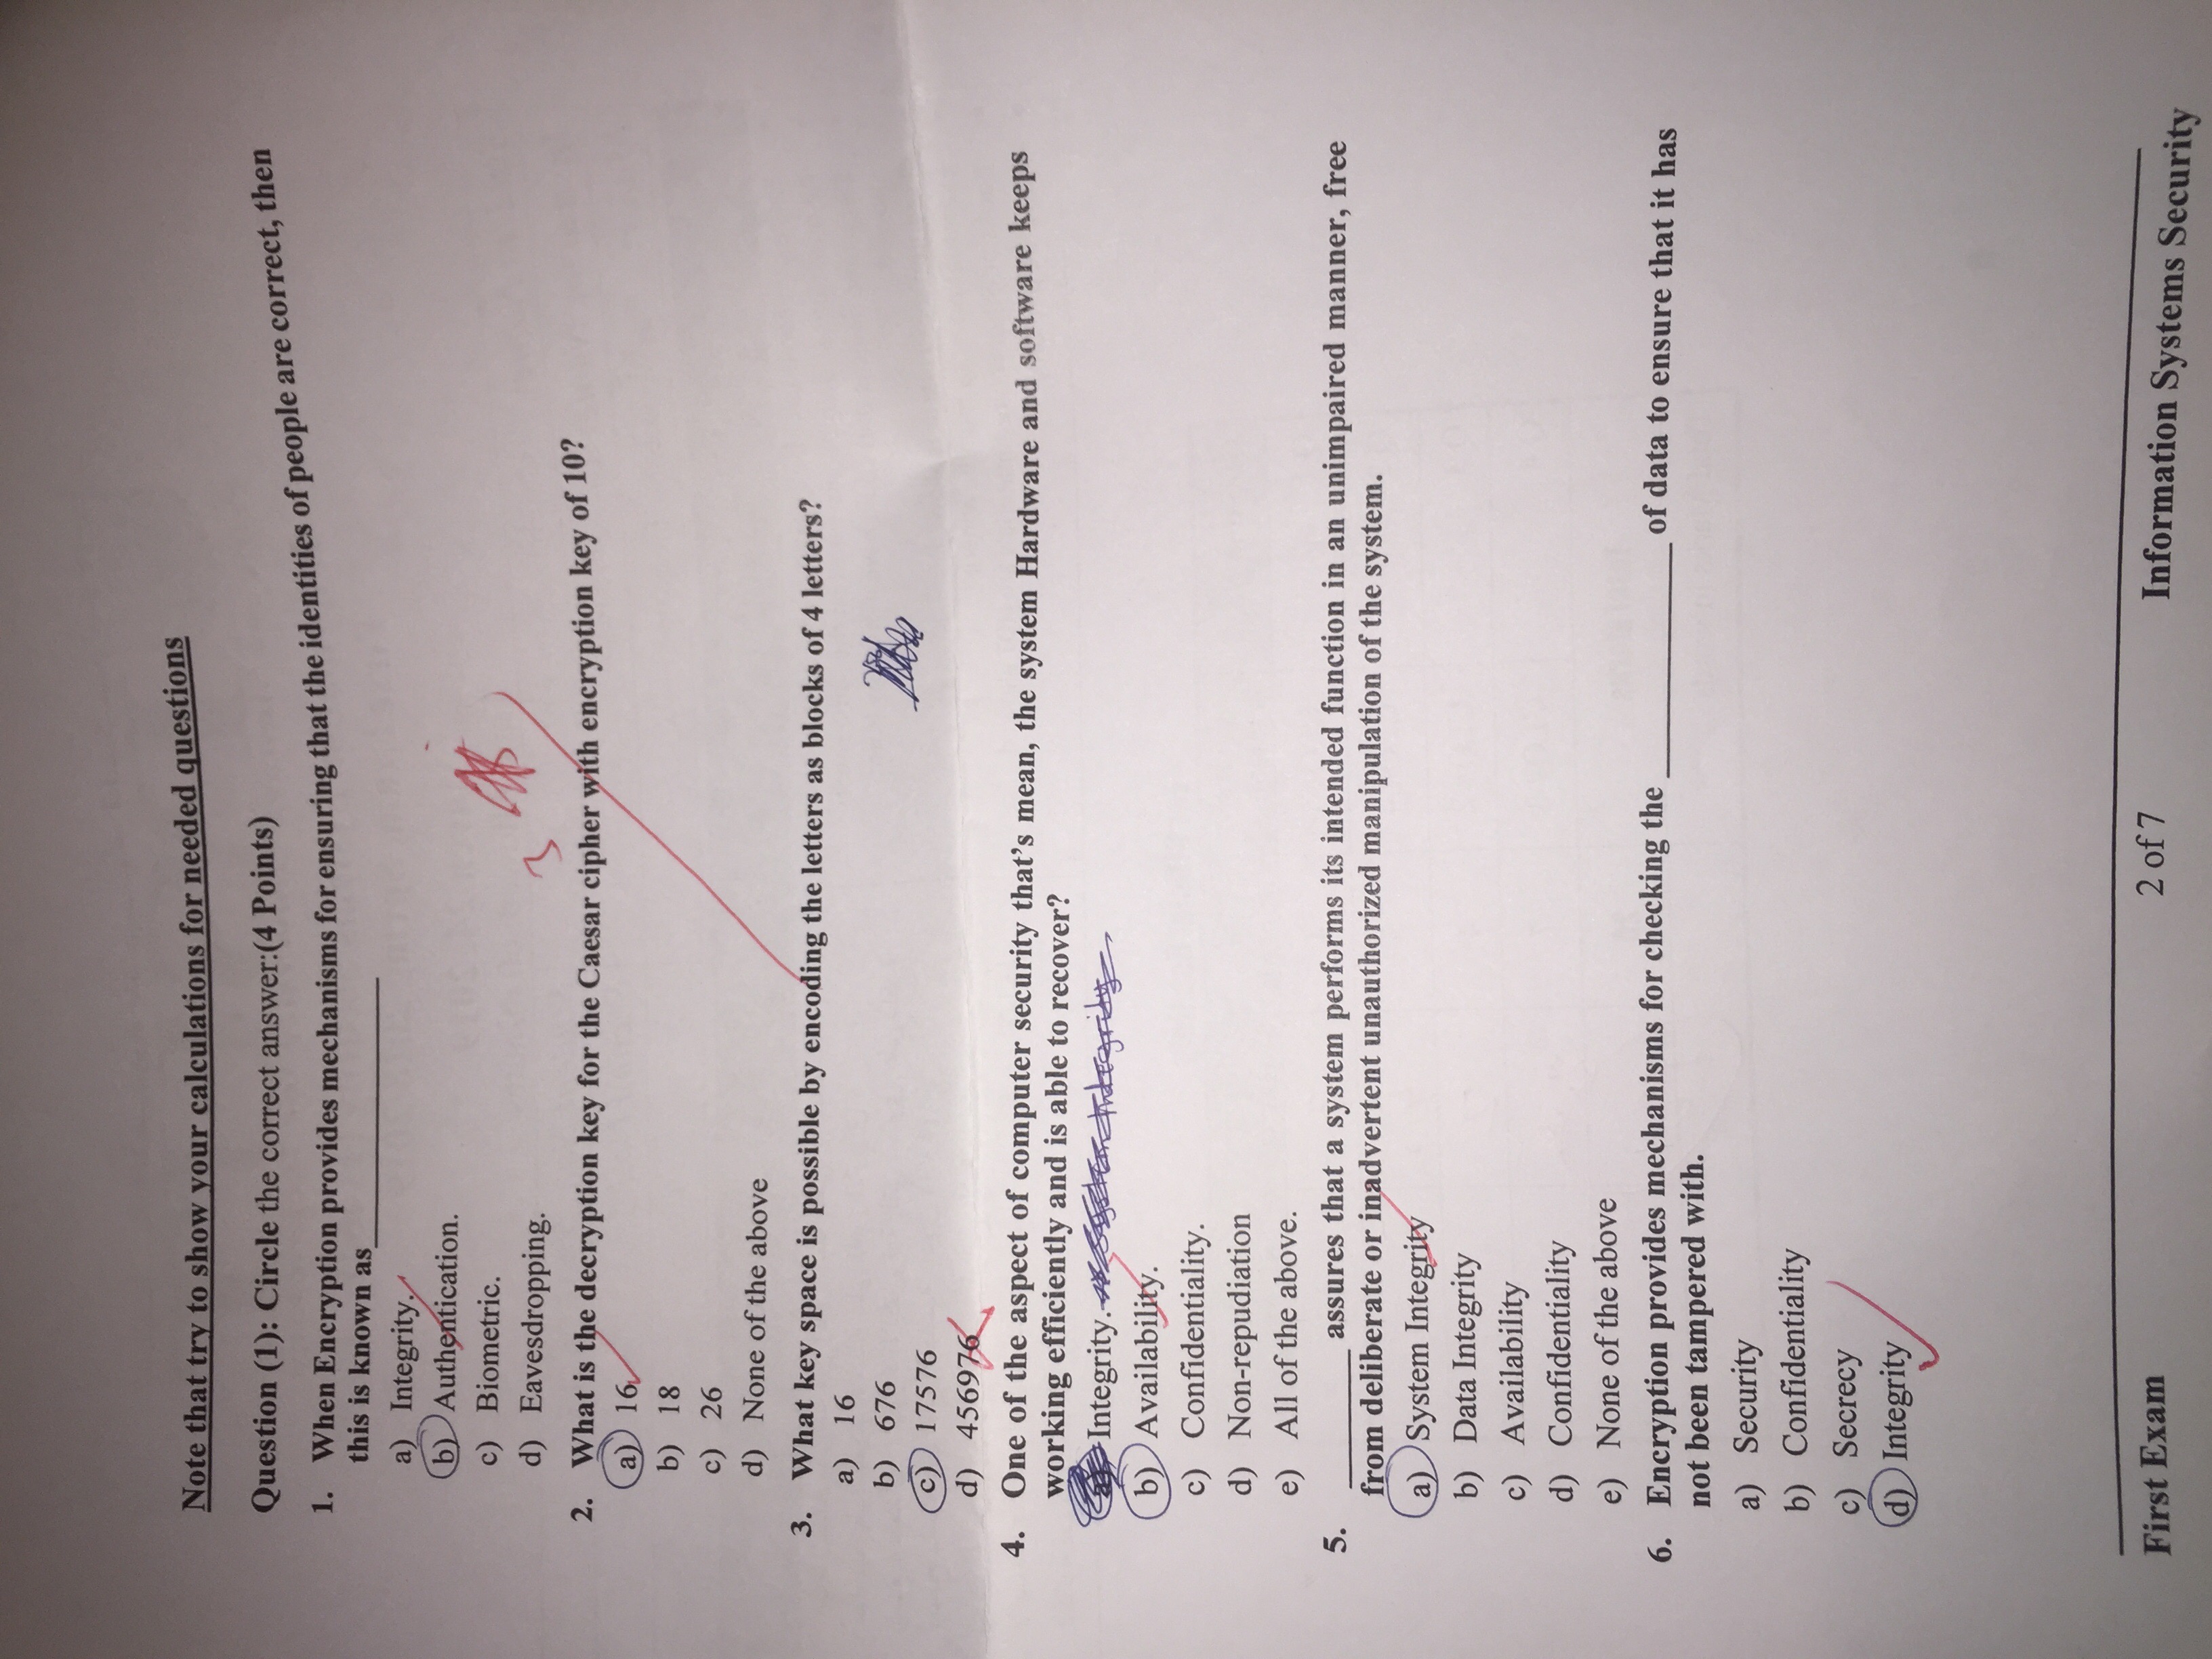 Note that try to show your calculations for needed questions
Question (1): Circle the correct answer:(4 Points)
1. When Encryption provides mechanisms for ensuring that the identities of people are correct, then
this is known as_______________
a) Integrity.
b) Authentication.
c) Biometric.
3
d) Eavesdropping.
2. What is the decryption key for the Caesar cipher with encryption key of 10?
a) 16
b) 18
c) 26
d) None of the above
3. What key space is possible by encoding the letters as blocks of 4 letters?
a) 16
b) 676
c) 17576
d) 456976
4. One of the aspect of computer security that's mean, the system Hardware and software keeps
working efficiently and is able to recover?
a) Integrity. System Integrity
b) Availability.
c) Confidentiality.
d) Non-repudiation
e) All of the above.
5. ________ assures that a system performs its intended function in an unimpaired manner, free
from deliberate or inadvertent unauthorized manipulation of the system.
a) System Integrity
b) Data Integrity
c) Availability
d) Confidentiality
e) None of the above
6. Encryption provides mechanisms for checking the _____________ of data to ensure that it has
not been tampered with.
a) Security
b) Confidentiality
c) Secrecy
d) Integrity
First Exam 2 of 7 Information Systems Security